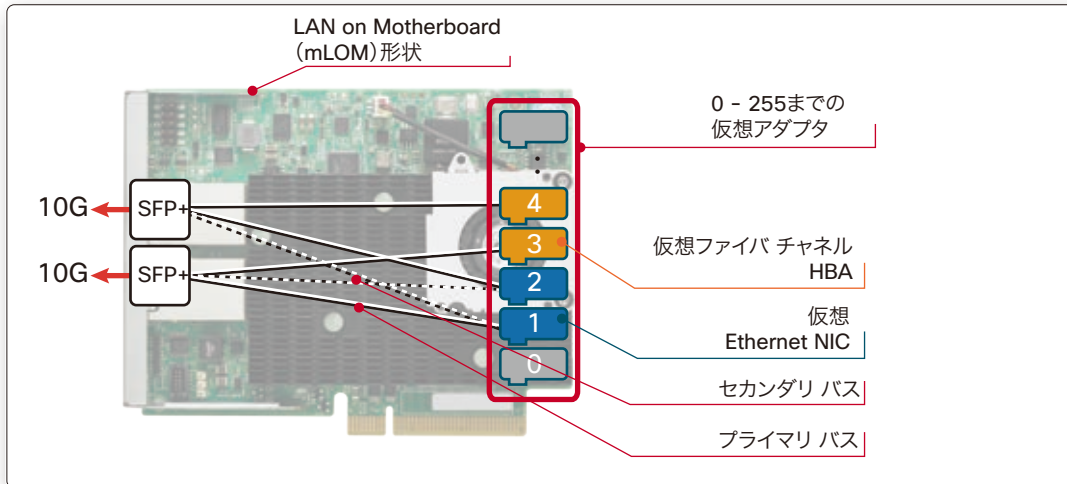 LAN on Motherboard
（mLOM）形状
0 - 255までの
仮想アダプタ
10G
SFP+
10G
SFP+
4
3
2
1
0
仮想ファイバ チャネル
HBA
仮想
Ethernet NIC
セカンダリ バス
プライマリ バス